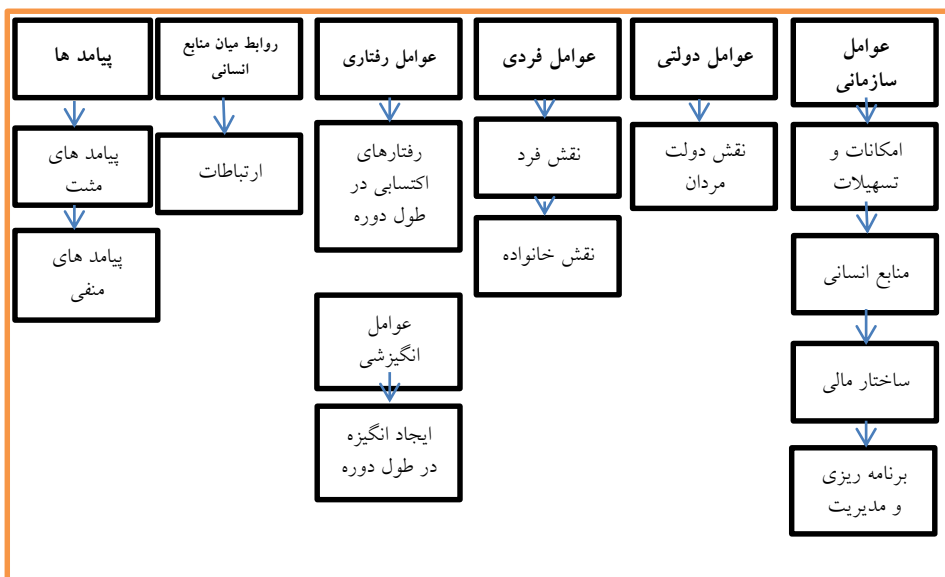 عوامل
سازمانی
عوامل دولتی
عوامل فردی
عوامل رفتاری
روابط میان منابع
انسانی
پیامد ها
امکانات و
تسهیلات
نقش دولت
مردان
نقش فرد
رفتارهای
اکتسابی در
طول دوره
ارتباطات
پیامد های
مثبت
منابع انسانی
نقش خانواده
پیامد های
منفی
عوامل
انگیزشی
ساختار مالی
ایجاد انگیزه
در طول دوره
برنامه ریزی
و مدیریت